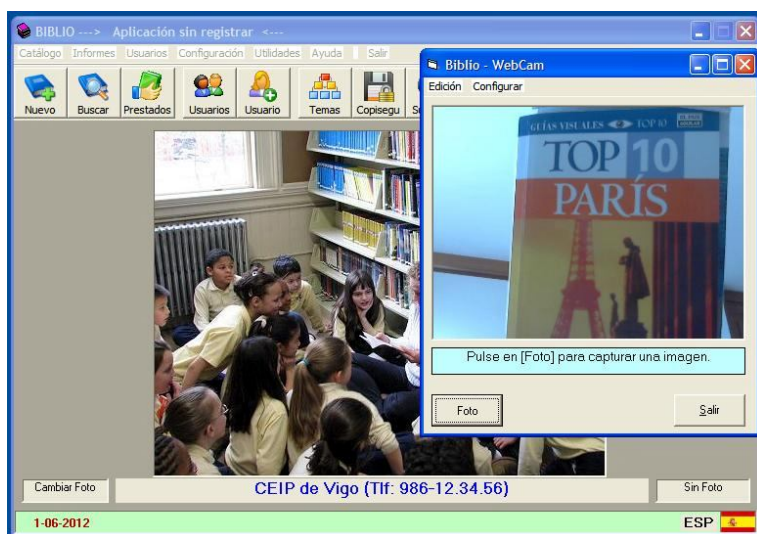 BIBLIO ---> Aplicación sin registrar <---
Catálogo Informes Usuarios Configuración Utilidades Ayuda Salir
Nuevo Buscar Prestados Usuarios Usuario Temas Copisegu
Biblio - WebCam
Edición Configurar
GUÍAS VISUALES TOP 10
TOP 10
PARÍS
Pulse en [Foto] para capturar una imagen.
Foto Salir
Cambiar Foto CEIP de Vigo (Tlf: 986-12.34.56) Sin Foto
1-06-2012 ESP